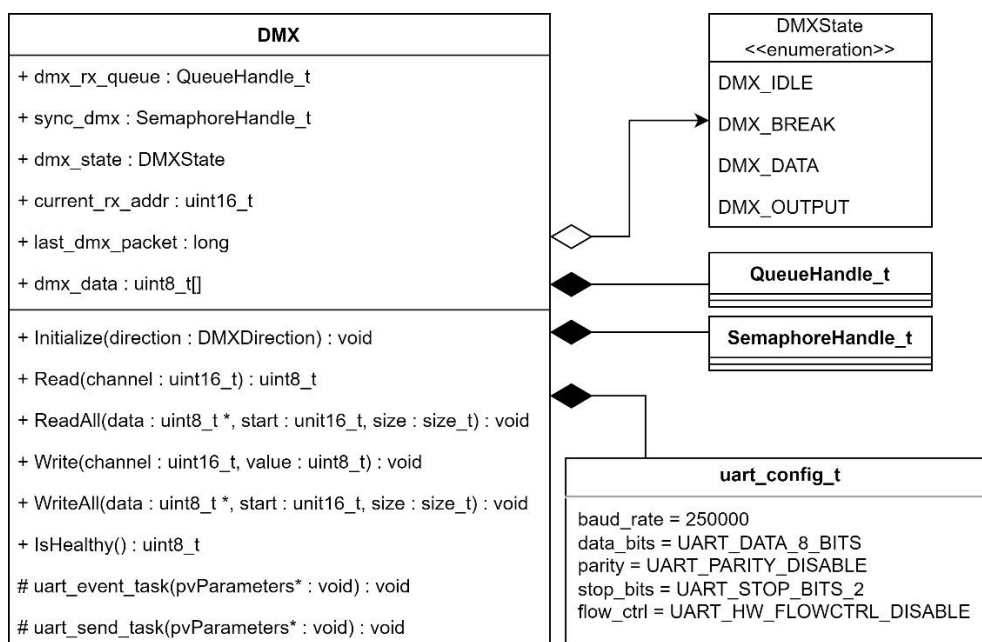 DMX
+ dmx_rx_queue : QueueHandle_t
+ sync_dmx : SemaphoreHandle_t
+ dmx_state : DMXState
+ current_rx_addr : uint16_t
+ last_dmx_packet : long
+ dmx_data : uint8_t[]
+ Initialize(direction : DMXDirection) : void
+ Read(channel : uint16_t) : uint8_t
+ ReadAll(data : uint8_t *, start : unit16_t, size : size_t) : void
+ Write(channel : uint16_t, value : uint8_t) : void
+ WriteAll(data : uint8_t *, start : unit16_t, size : size_t) : void
+ IsHealthy() : uint8_t
# uart_event_task(pvParameters* : void) : void
# uart_send_task(pvParameters* : void) : void
DMXState
<<enumeration>>
DMX_IDLE
DMX_BREAK
DMX_DATA
DMX_OUTPUT
QueueHandle_t
SemaphoreHandle_t
uart_config_t
baud_rate = 250000
data_bits = UART_DATA_8_BITS
parity = UART_PARITY_DISABLE
stop_bits = UART_STOP_BITS_2
flow_ctrl = UART_HW_FLOWCTRL_DISABLE